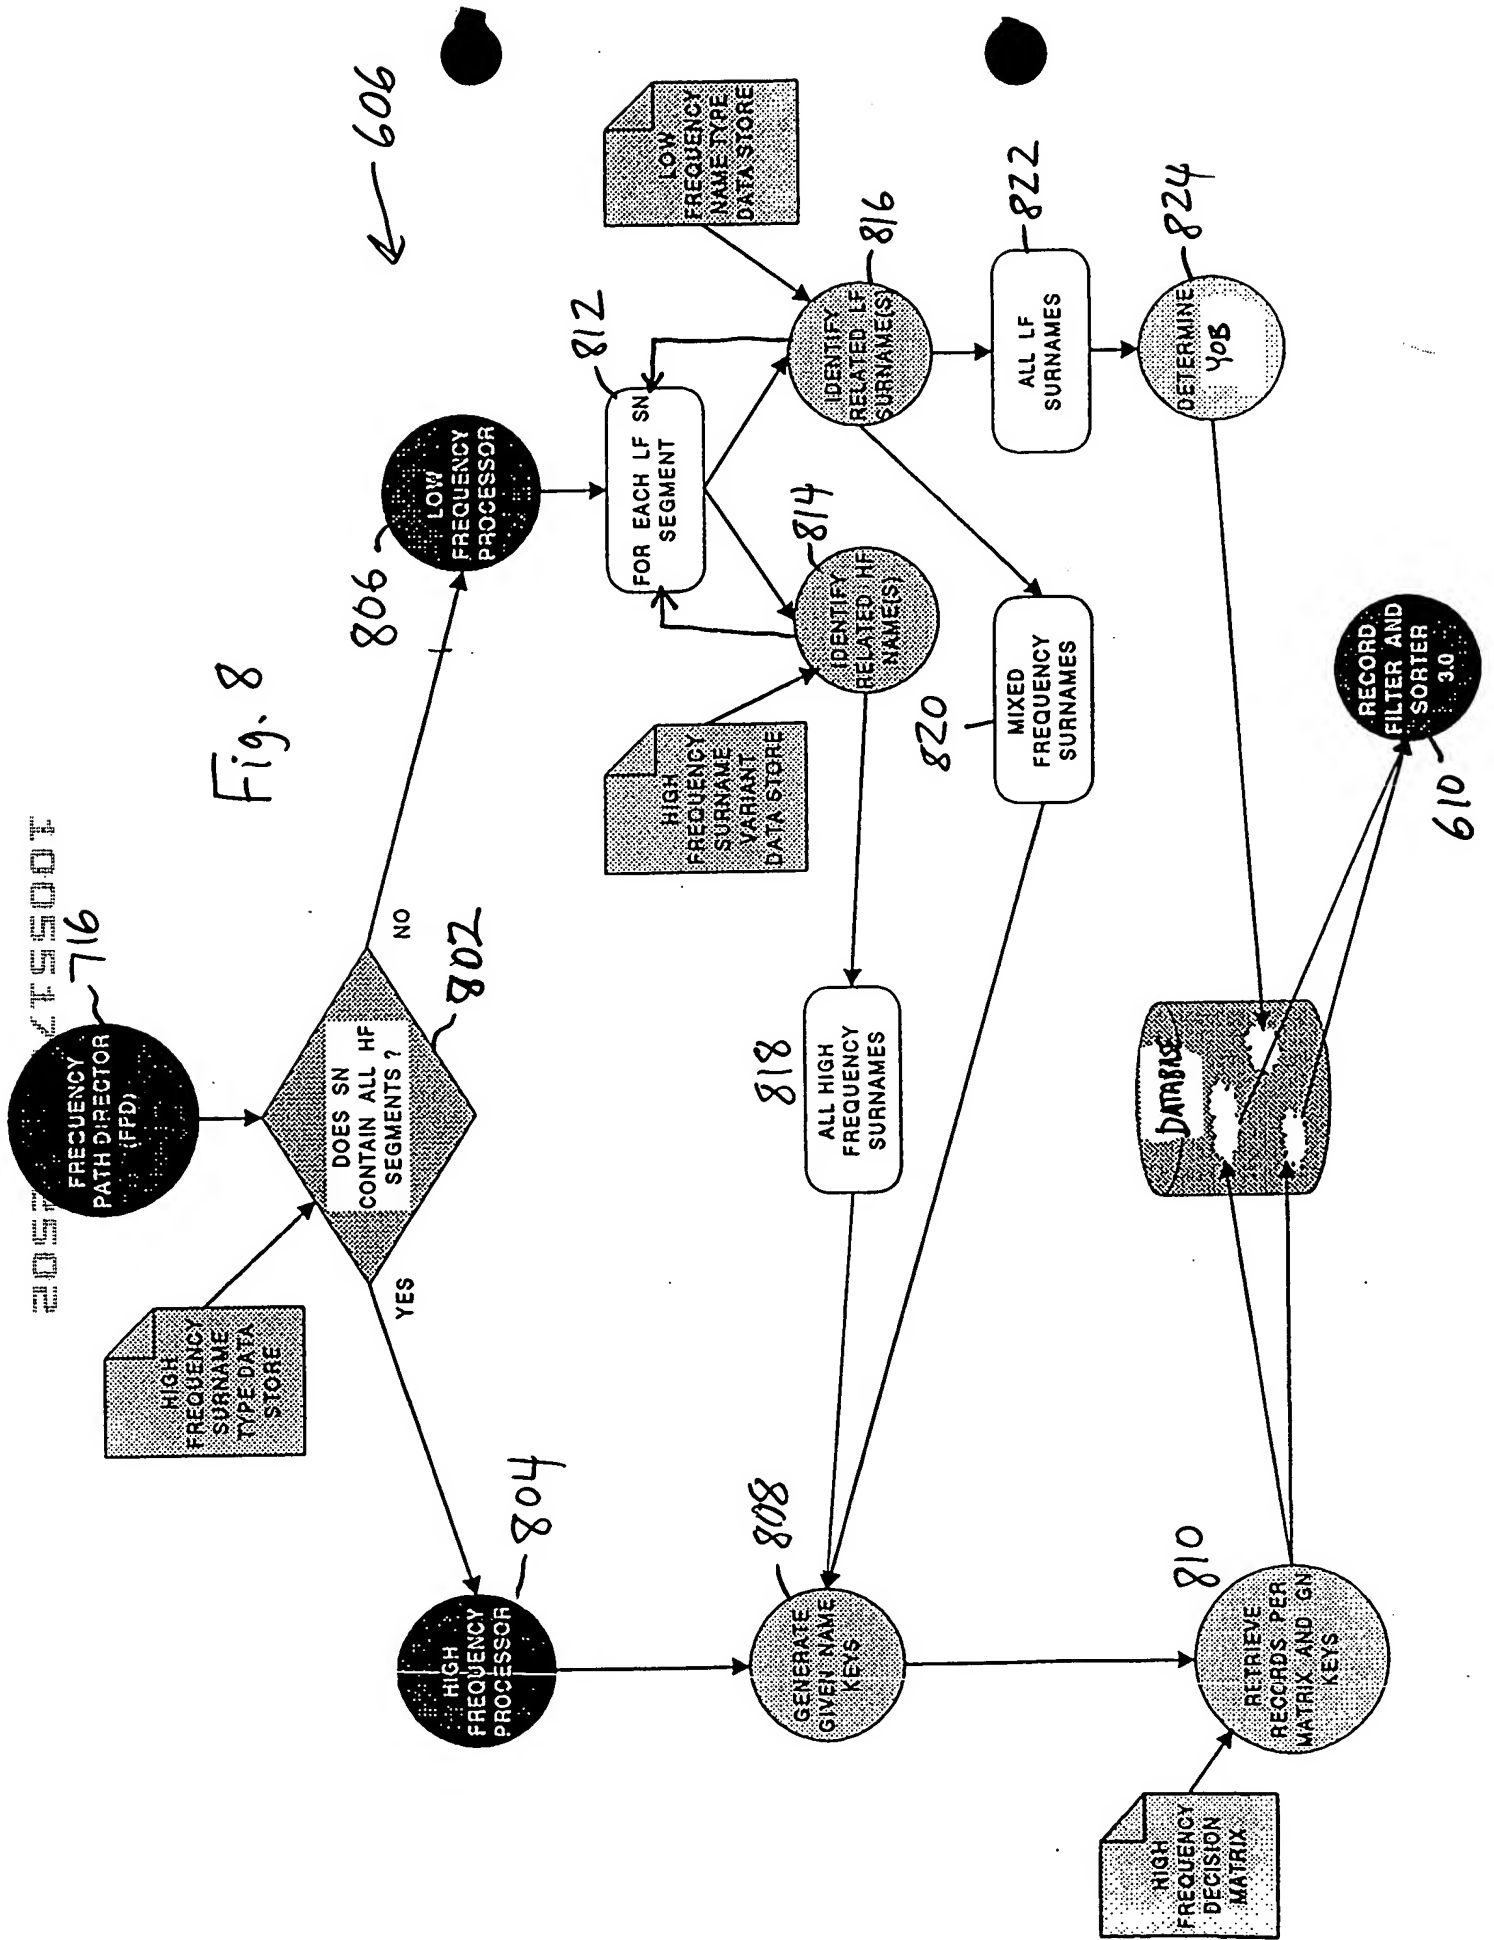 Fig. 8
606
716
FREQUENCY
PATH DIRECTOR
(FPD)
HIGH
FREQUENCY
SURNAME
TYPE DATA
STORE
DOES SN
CONTAIN ALL HF
SEGMENTS ?
802
YES
NO
HIGH
FREQUENCY
PROCESSOR
804
806
LOW
FREQUENCY
PROCESSOR
812
FOR EACH LF SN
SEGMENT
LOW
FREQUENCY
NAME TYPE
DATA STORE
HIGH
FREQUENCY
SURNAME
VARIANT
DATA STORE
814
IDENTIFY
RELATED HF
NAME(S)
816
IDENTIFY
RELATED LF
SURNAME(S)
808
GENERATE
GIVEN NAME
KEYS
818
ALL HIGH
FREQUENCY
SURNAMES
820
MIXED
FREQUENCY
SURNAMES
822
ALL LF
SURNAMES
824
DETERMINE
YOB
HIGH
FREQUENCY
DECISION
MATRIX
810
RETRIEVE
RECORDS PER
MATRIX AND GN
KEYS
DATABASE
RECORD
FILTER AND
SORTER
3.0
610